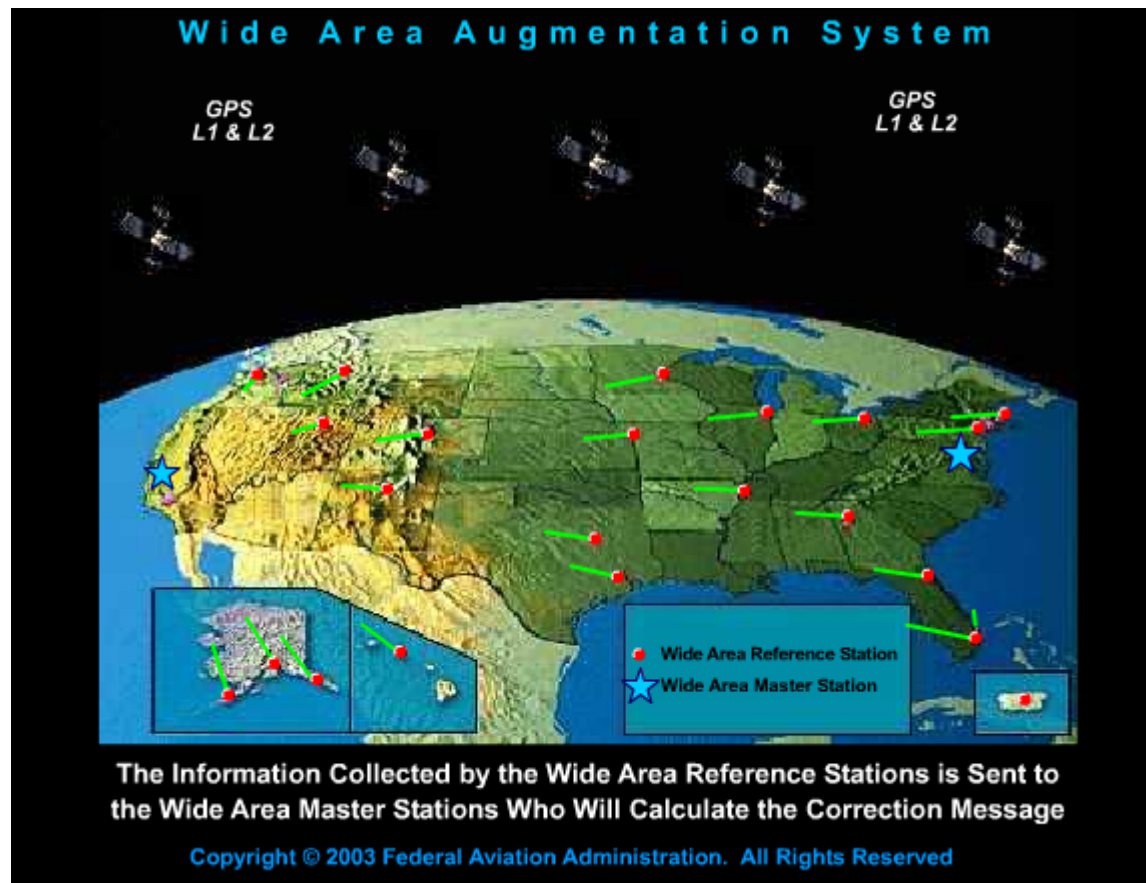 Wide Area Augmentation System
GPS
L1 & L2
GPS
L1 & L2
Wide Area Reference Station
Wide Area Master Station
The Information Collected by the Wide Area Reference Stations is Sent to
the Wide Area Master Stations Who Will Calculate the Correction Message
Copyright © 2003 Federal Aviation Administration. All Rights Reserved